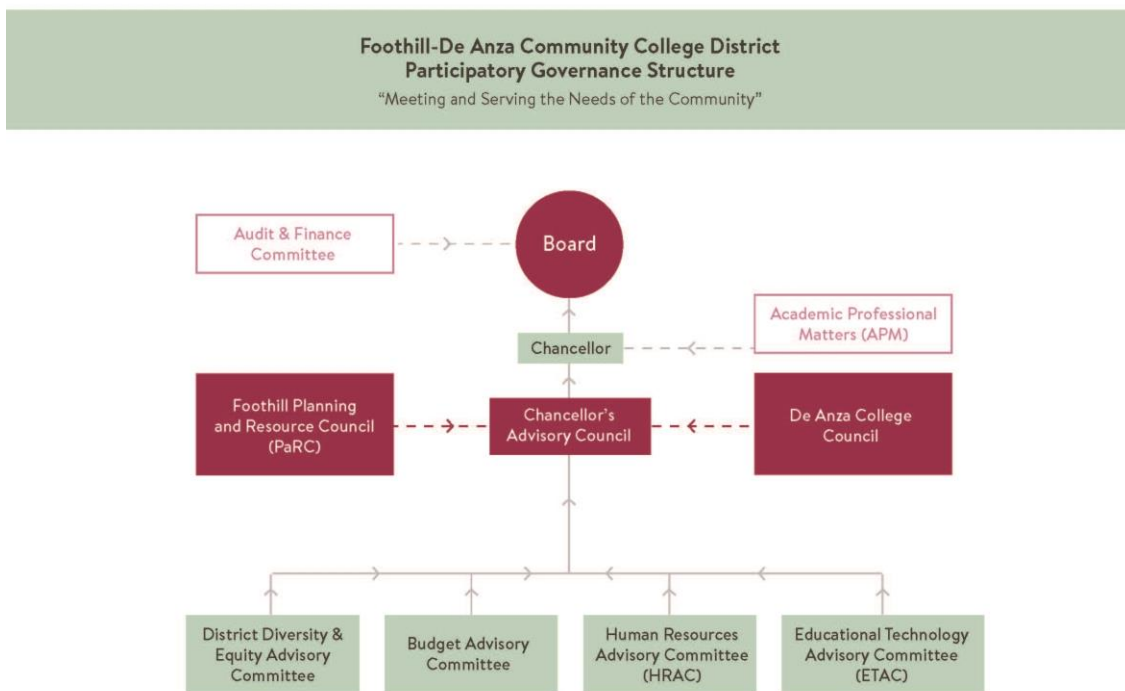 Foothill-De Anza Community College District
Participatory Governance Structure
“Meeting and Serving the Needs of the Community”
Audit & Finance
Committee
Board
Academic Professional
Matters (APM)
Chancellor
Foothill Planning
and Resource Council
(PaRC)
Chancellor’s
Advisory Council
De Anza College
Council
District Diversity &
Equity Advisory
Committee
Budget Advisory
Committee
Human Resources
Advisory Committee
(HRAC)
Educational Technology
Advisory Committee
(ETAC)